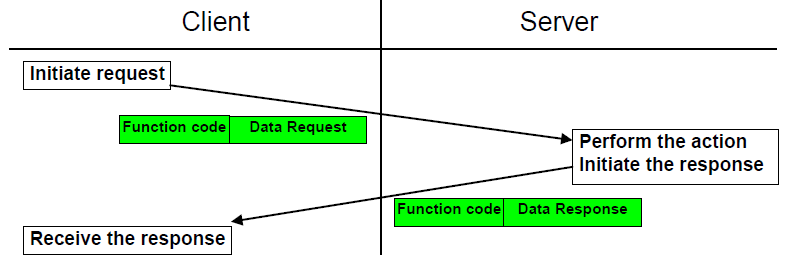 Client
Server
Initiate request
Function code
Data Request
Perform the action
Initiate the response
Function code
Data Response
Receive the response